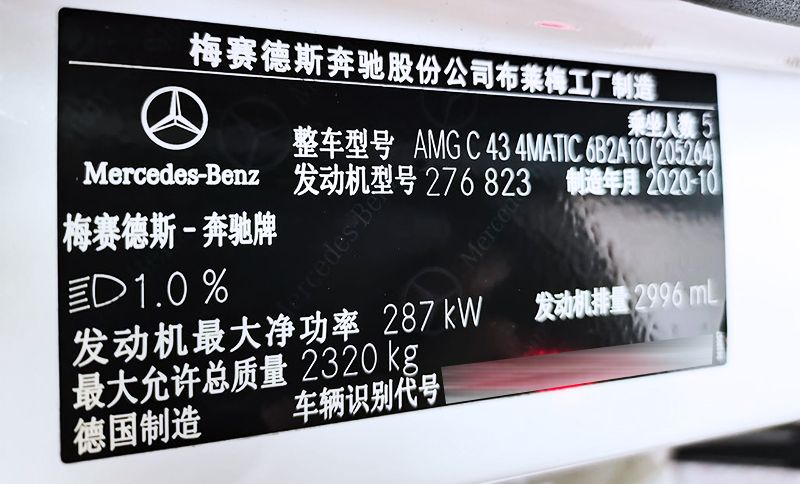 梅赛德斯奔驰股份公司布莱梅工厂制造
乘坐人数 5
Mercedes-Benz
整车型号 AMG C 43 4MATIC 6B2A10 (205264)
发动机型号 276 823 制造年月 2020-10
梅赛德斯-奔驰牌
1.0 %
发动机最大净功率 287 kW 发动机排量 2996 mL
最大允许总质量 2320 kg
车辆识别代号
德国制造